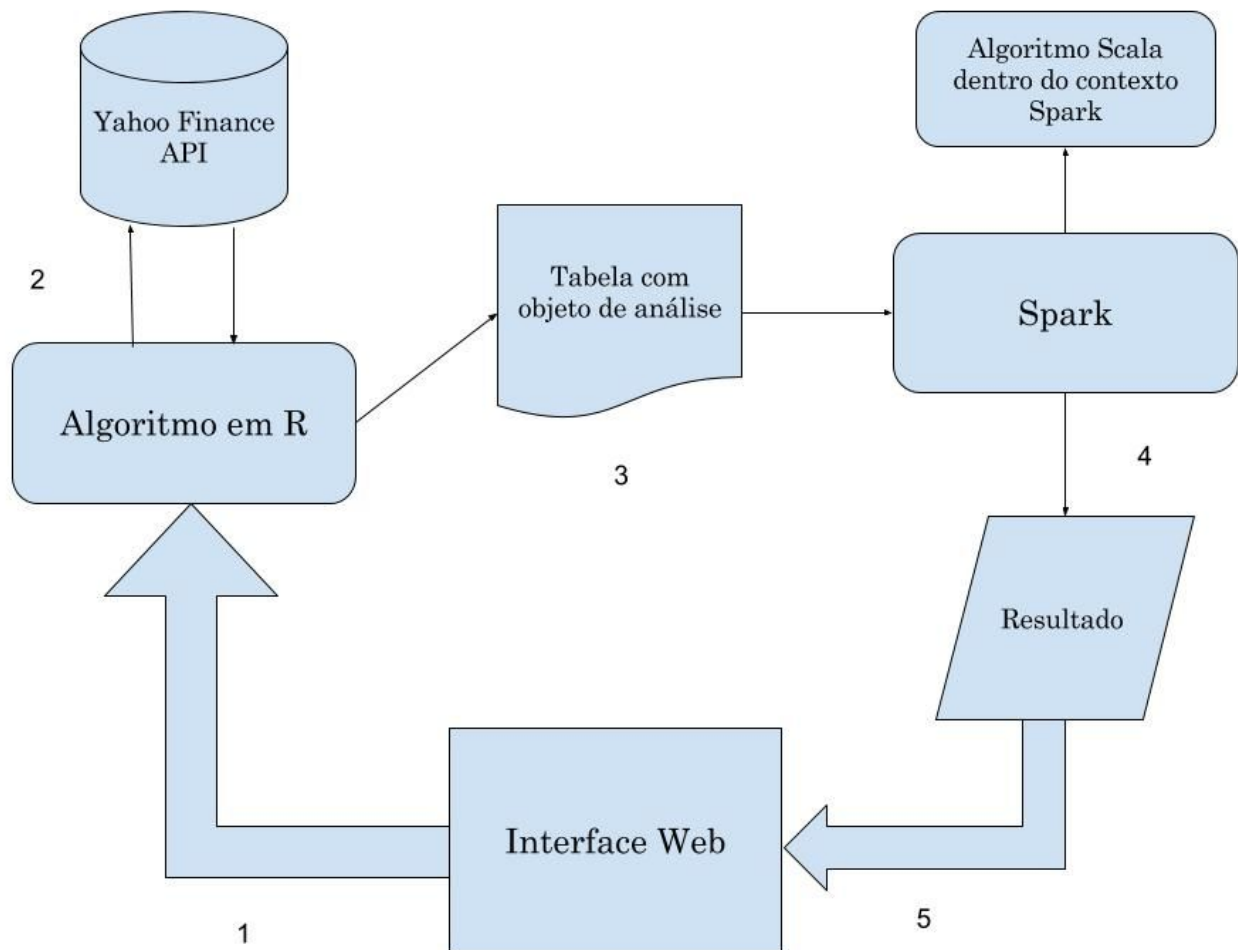 Yahoo Finance
API
Algoritmo Scala
dentro do contexto
Spark
2
Tabela com
objeto de análise
Spark
Algoritmo em R
3
4
Resultado
Interface Web
1
5